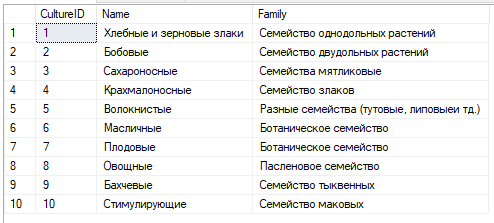 CultureID Name Family
1 1 Хлебные и зерновые злаки Семейство однодольных растений
2 2 Бобовые Семейство двудольных растений
3 3 Сахароносные Семейства мятликовые
4 4 Крахмалоносные Семейство злаков
5 5 Волокнистые Разные семейства (тутовые, липовыеи тд.)
6 6 Масличные Ботаническое семейство
7 7 Плодовые Ботаническое семейство
8 8 Овощные Пасленовое семейство
9 9 Бахчевые Семейство тыквенных
10 10 Стимулирующие Семейство маковых